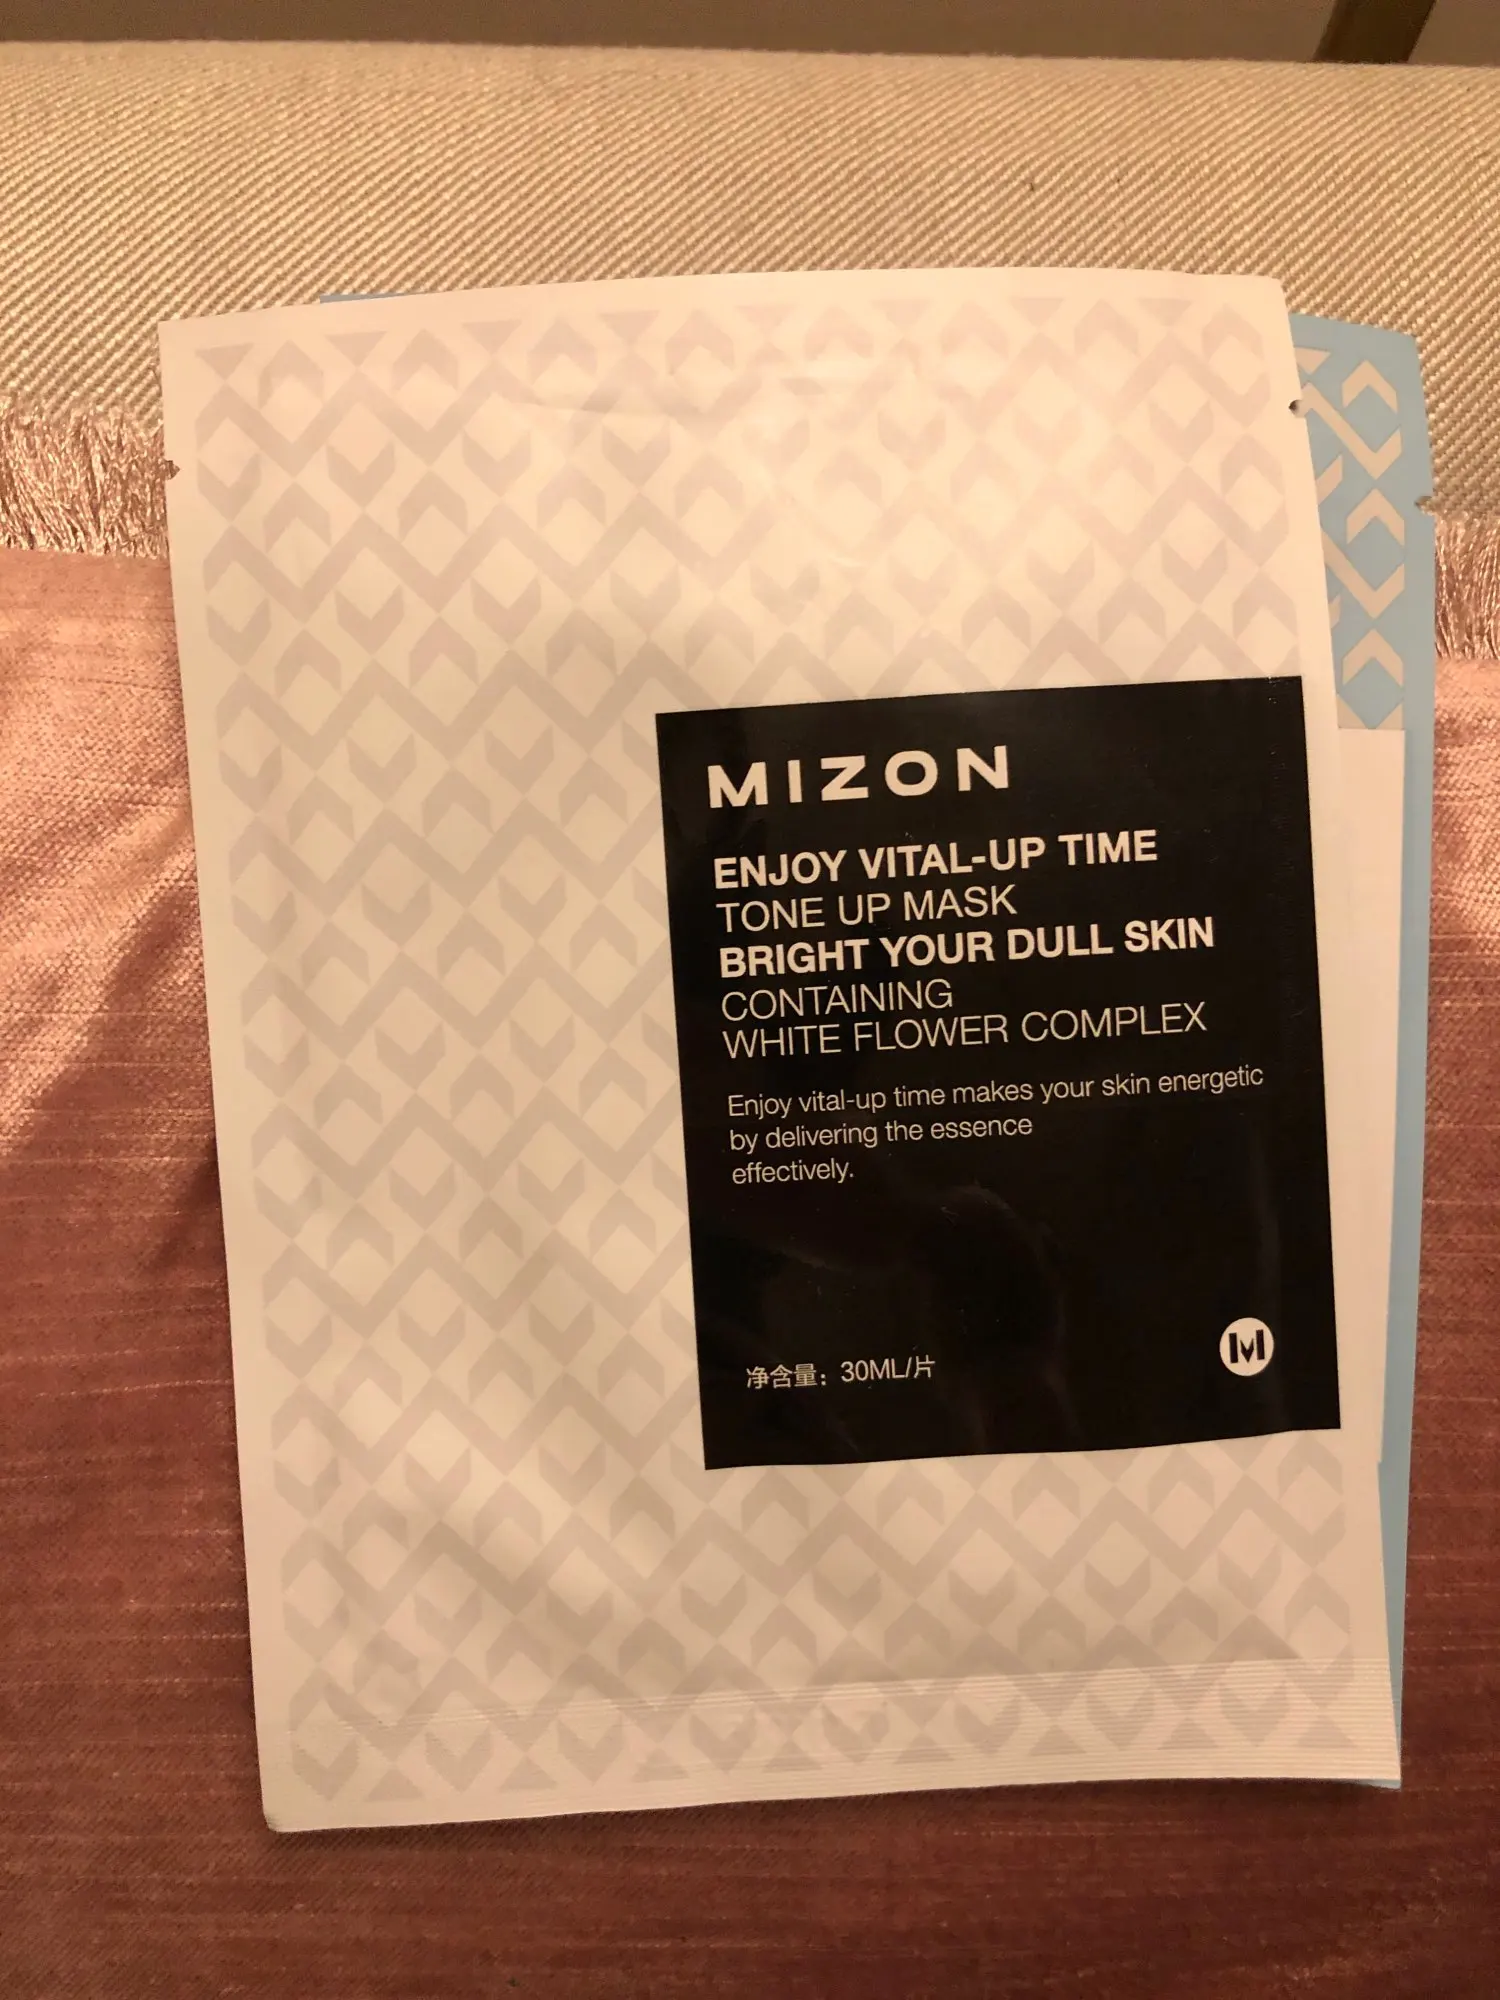 MIZON
ENJOY VITAL-UP TIME
TONE UP MASK
BRIGHT YOUR DULL SKIN
CONTAINING
WHITE FLOWER COMPLEX
Enjoy vital-up time makes your skin energetic
by delivering the essence
effectively.
净含量：30ML/片
M